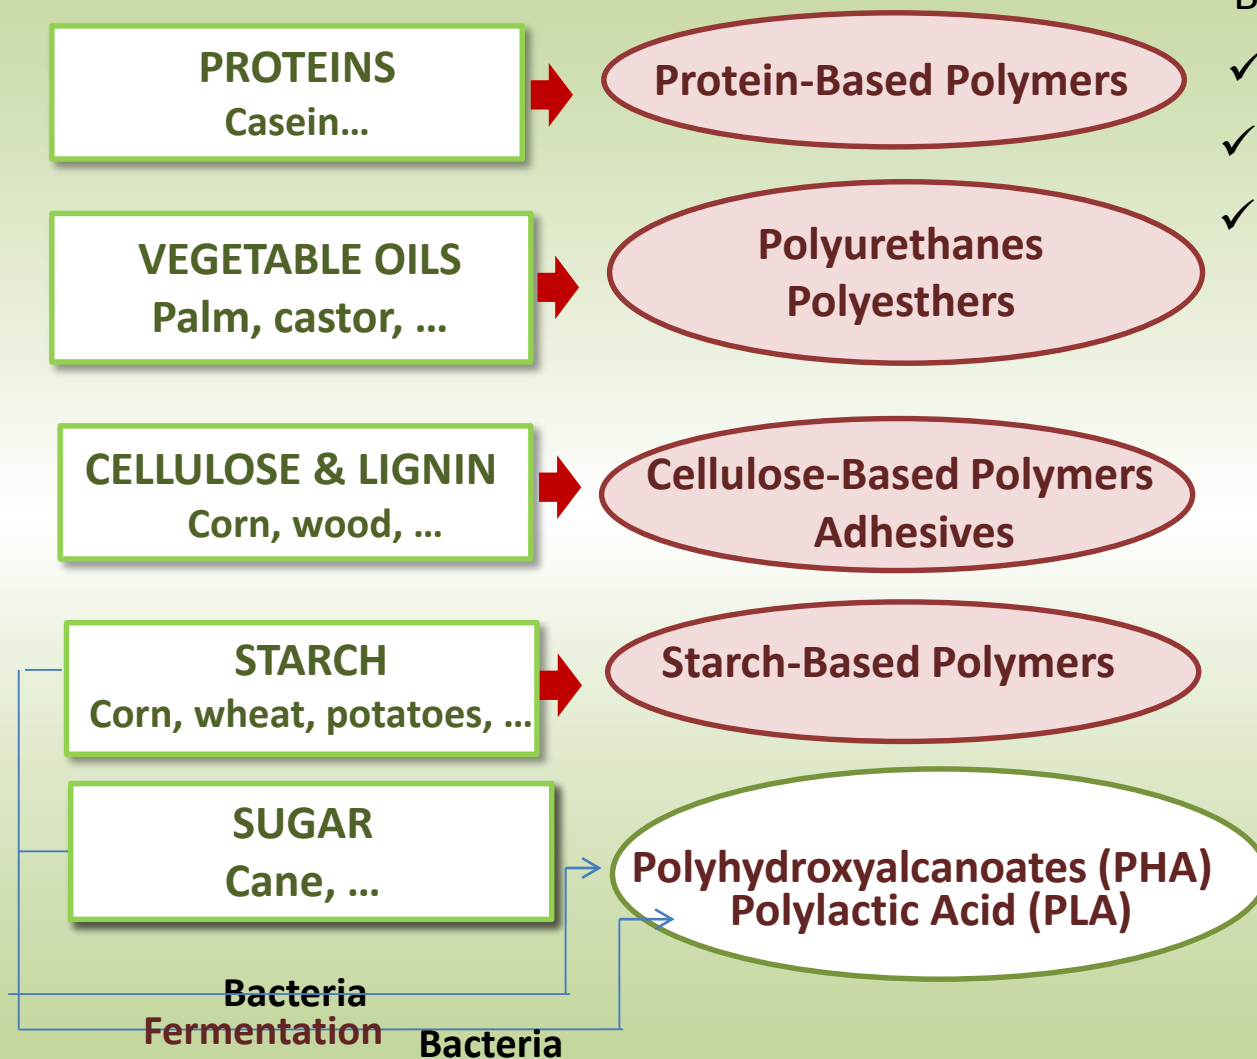 PROTEINS
Casein...
Protein-Based Polymers
✓
✓
✓
VEGETABLE OILS
Palm, castor, ...
Polyurethanes
Polyesthers
CELLULOSE & LIGNIN
Corn, wood, ...
Cellulose-Based Polymers
Adhesives
STARCH
Corn, wheat, potatoes, ...
Starch-Based Polymers
SUGAR
Cane, ...
Polyhydroxyalcanoates (PHA)
Polylactic Acid (PLA)
Bacteria
Fermentation
Bacteria